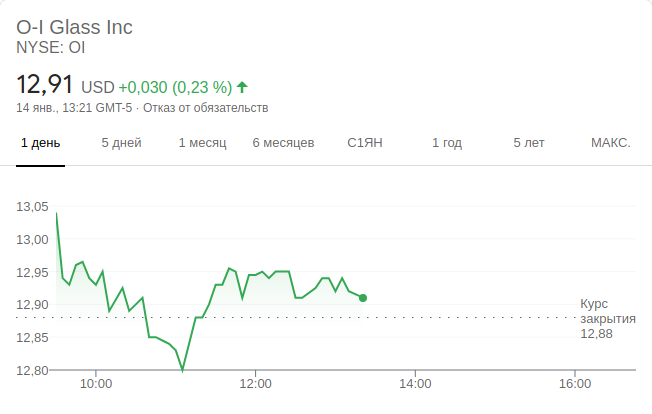 O-I Glass Inc
NYSE: OI
12,91 USD +0,030 (0,23 %)
14 янв., 13:21 GMT-5 · Отказ от обязательств
1 день 5 дней 1 месяц 6 месяцев С1ЯН 1 год 5 лет МАКС.
13,05
13,00
12,95
12,90
12,85
12,80
Курс
закрытия
12,88
10:00 12:00 14:00 16:00